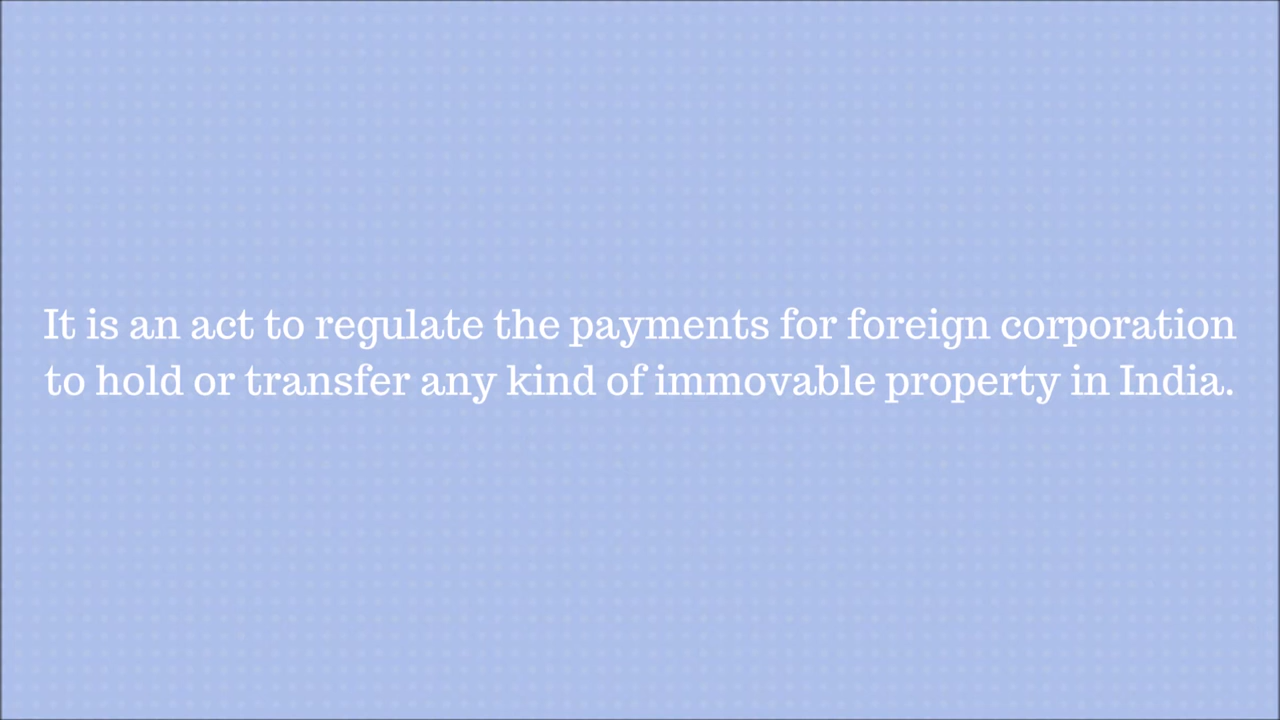 It is an act to regulate the payments for foreign corporation
to hold or transfer any kind of immovable property in India.